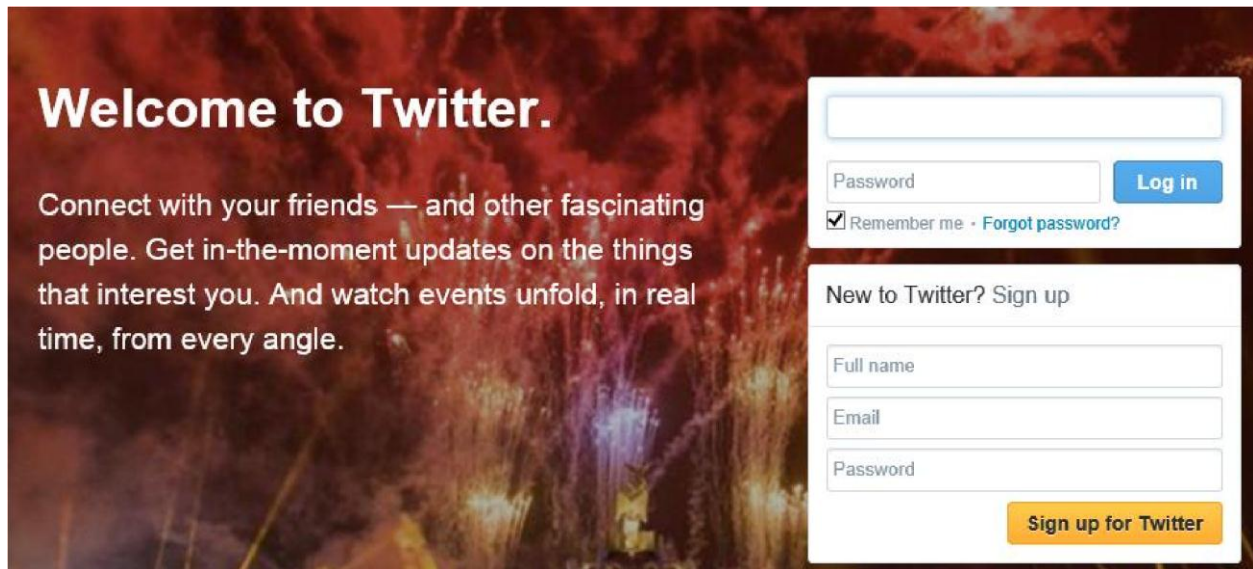 Welcome to Twitter.
Connect with your friends — and other fascinating
people. Get in-the-moment updates on the things
that interest you. And watch events unfold, in real
time, from every angle.
Password Log in
Remember me · Forgot password?
New to Twitter? Sign up
Full name
Email
Password
Sign up for Twitter